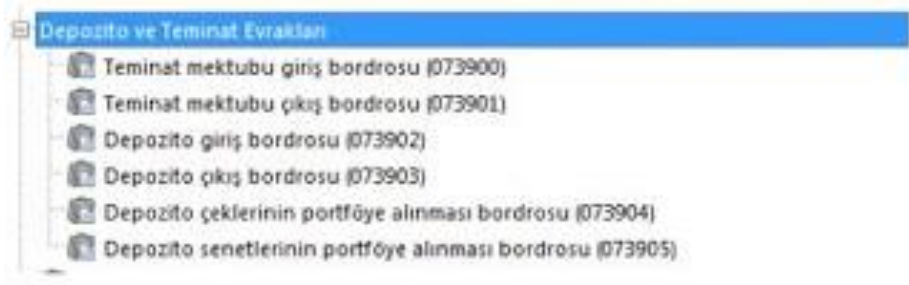 Depozito ve Teminat Evrakları
Teminat mektubu giriş bordrosu (073900)
Teminat mektubu çıkış bordrosu (073901)
Depozito giriş bordrosu (073902)
Depozito çıkış bordrosu (073903)
Depozito çeklerinin portföye alınması bordrosu (073904)
Depozito senetlerinin portföye alınması bordrosu (073905)